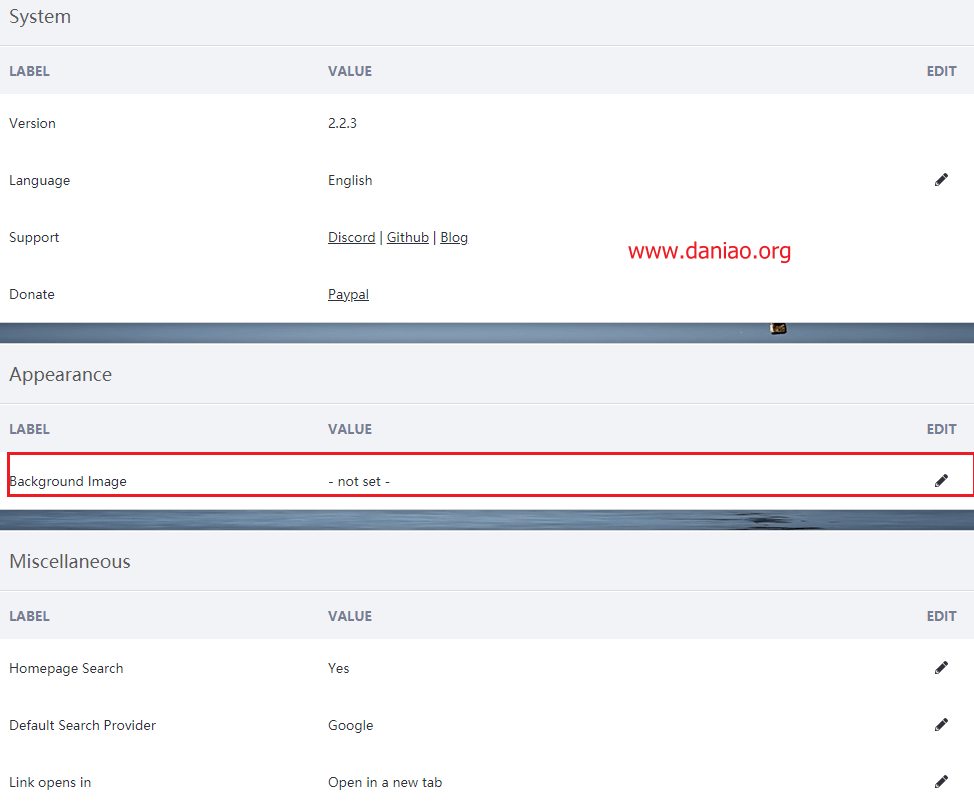 System
LABEL VALUE EDIT
Version 2.2.3
Language English
Support Discord | Github | Blog
www.daniao.org
Donate Paypal
Appearance
LABEL VALUE EDIT
Background Image - not set -
Miscellaneous
LABEL VALUE EDIT
Homepage Search Yes
Default Search Provider Google
Link opens in Open in a new tab